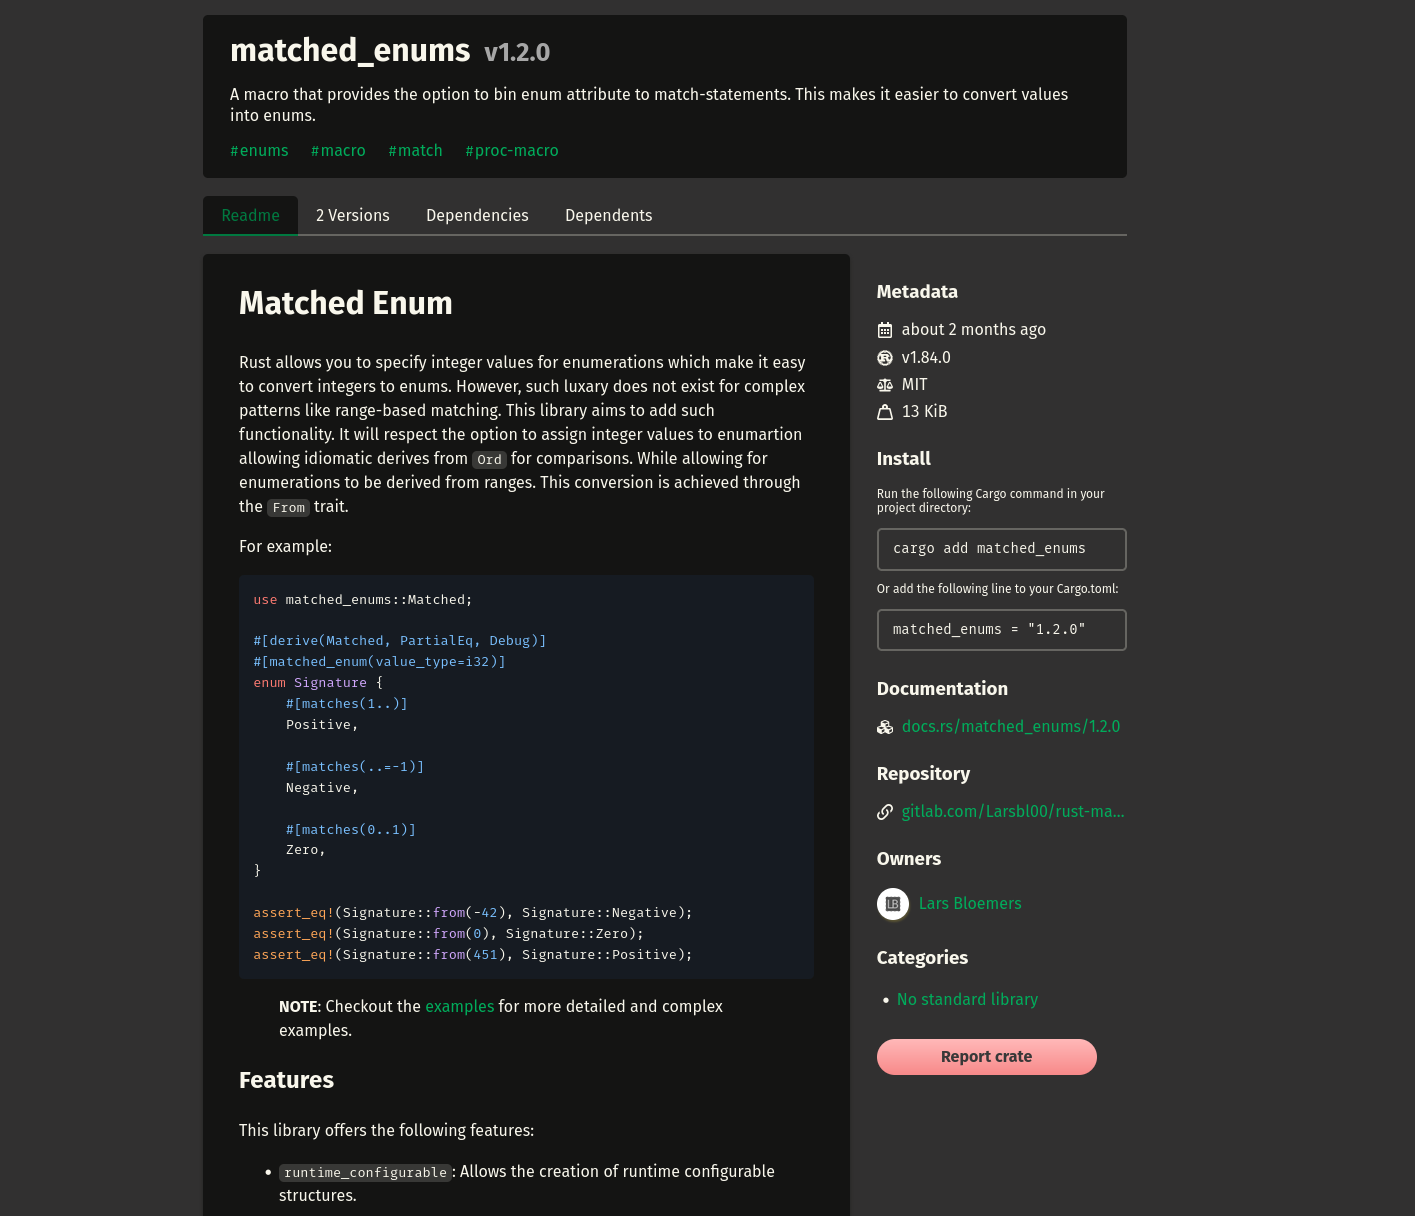 matched_enums v1.2.0
A macro that provides the option to bin enum attribute to match-statements. This makes it easier to convert values
into enums.
#enums #macro #match #proc-macro
Readme 2 Versions Dependencies Dependents
Matched Enum
Rust allows you to specify integer values for enumerations which make it easy
to convert integers to enums. However, such luxary does not exist for complex
patterns like range-based matching. This library aims to add such
functionality. It will respect the option to assign integer values to enumartion
allowing idiomatic derives from Ord for comparisons. While allowing for
enumerations to be derived from ranges. This conversion is achieved through
the From trait.
For example:
use matched_enums::Matched;
#[derive(Matched, PartialEq, Debug)]
#[matched_enum(value_type=i32)]
enum Signature {
    #[matches(1..)]
    Positive,
    #[matches(..=-1)]
    Negative,
    #[matches(0..1)]
    Zero,
}
assert_eq!(Signature::from(-42), Signature::Negative);
assert_eq!(Signature::from(0), Signature::Zero);
assert_eq!(Signature::from(451), Signature::Positive);
NOTE: Checkout the examples for more detailed and complex
examples.
Features
This library offers the following features:
• runtime_configurable: Allows the creation of runtime configurable
structures.
Metadata
about 2 months ago
v1.84.0
MIT
13 KiB
Install
Run the following Cargo command in your
project directory:
cargo add matched_enums
Or add the following line to your Cargo.toml:
matched_enums = "1.2.0"
Documentation
docs.rs/matched_enums/1.2.0
Repository
gitlab.com/Larsbl00/rust-ma...
Owners
LB Lars Bloemers
Categories
• No standard library
Report crate